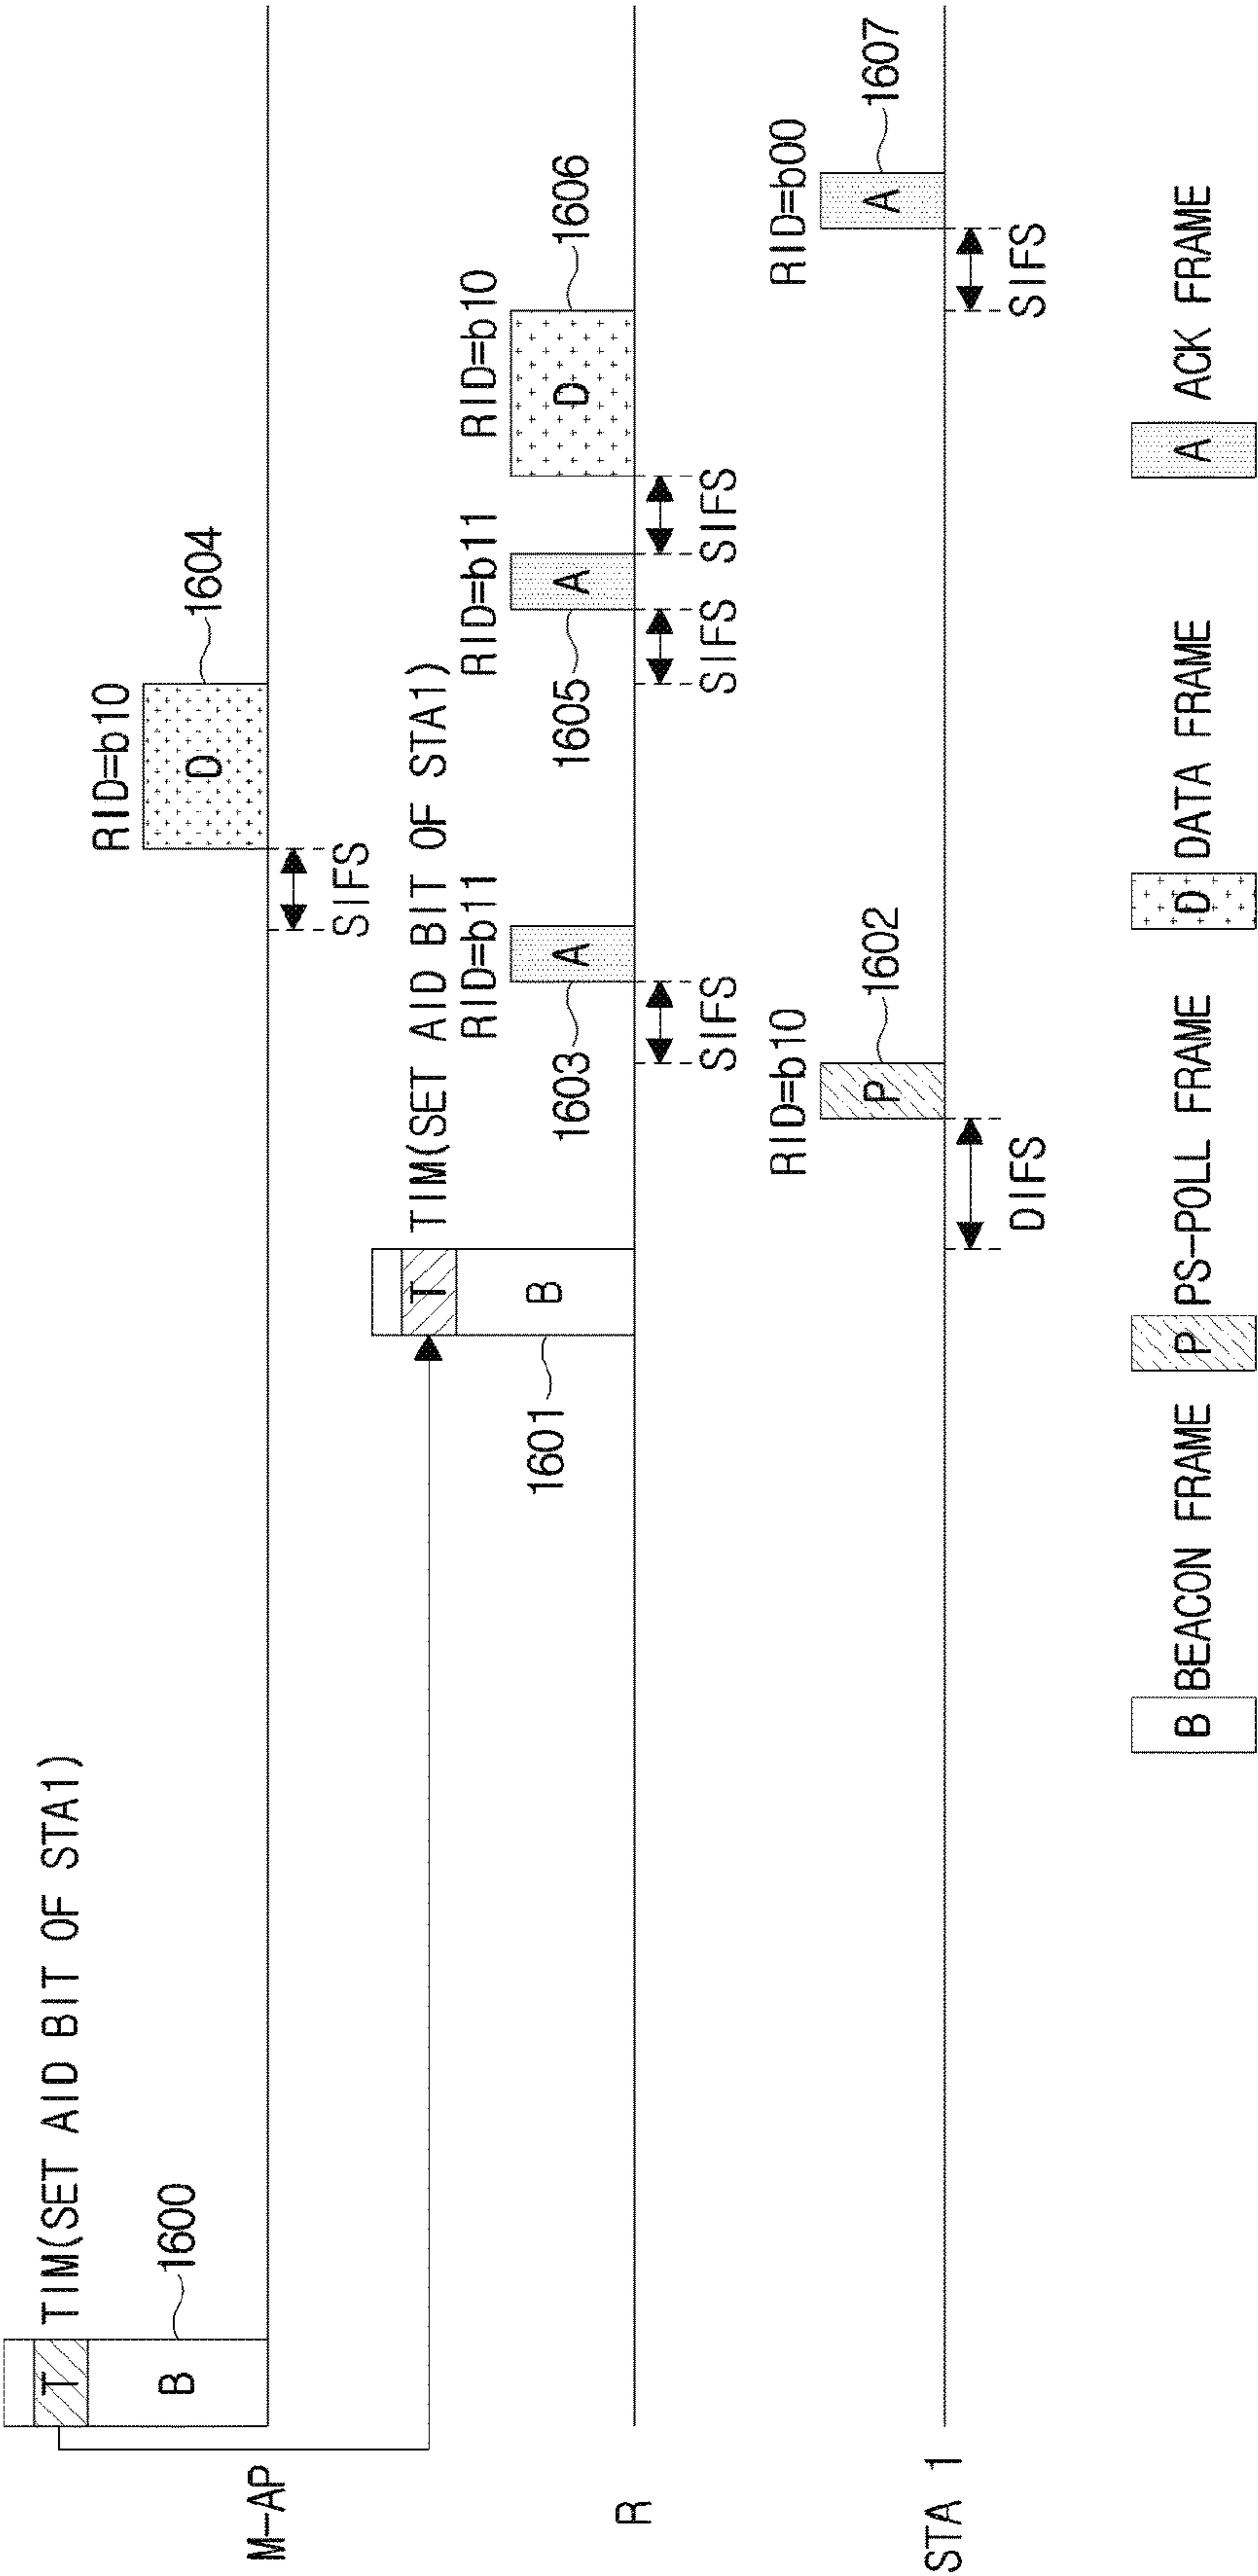 TIM(SET AID BIT OF STA1)
T
B
1600
RID=b10
D
1604
SIFS
M-AP
TIM(SET AID BIT OF STA1)
T
B
1601
RID=b11
A
1603
SIFS
RID=b11
A
1605
SIFS
SIFS
RID=b10
D
1606
R
RID=b10
P
1602
DIFS
RID=b00
A
1607
SIFS
STA 1
B BEACON FRAME
P PS-POLL FRAME
D DATA FRAME
A ACK FRAME